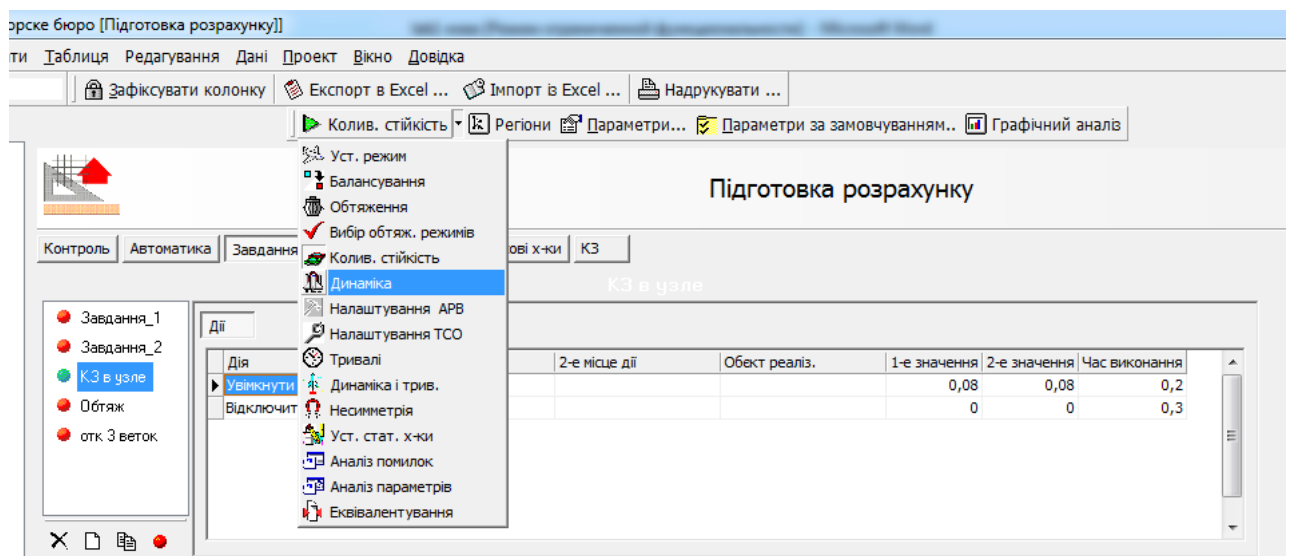 орске бюро [Підготовка розрахунку]]
ти Таблиця Редагування Дані Проект Вікно Довідка
Зафіксувати колонку Експорт в Excel ... Імпорт із Excel ... Надрукувати ...
Колив. стійкість Регіони Параметри... Параметри за замовчуванням.. Графічний аналіз
Уст. режим
Балансування
Обтяження
Вибір обтяж. режимів
Колив. стійкість
Динаміка
Налаштування АРВ
Налаштування ТСО
Тривалі
Динаміка і трив.
Несимметрія
Уст. стат. х-ки
Аналіз помилок
Аналіз параметрів
Еквівалентування
Підготовка розрахунку
Контроль Автоматика Завдання ові х-ки КЗ
КЗ в узле
Завдання_1
Завдання_2
КЗ в узле
Обтяж
отк 3 веток
Дії
Дія 2-е місце дії Обект реаліз. 1-е значення 2-е значення Час виконання
Увімкнути 0,08 0,08 0,2
Відключит 0 0 0,3